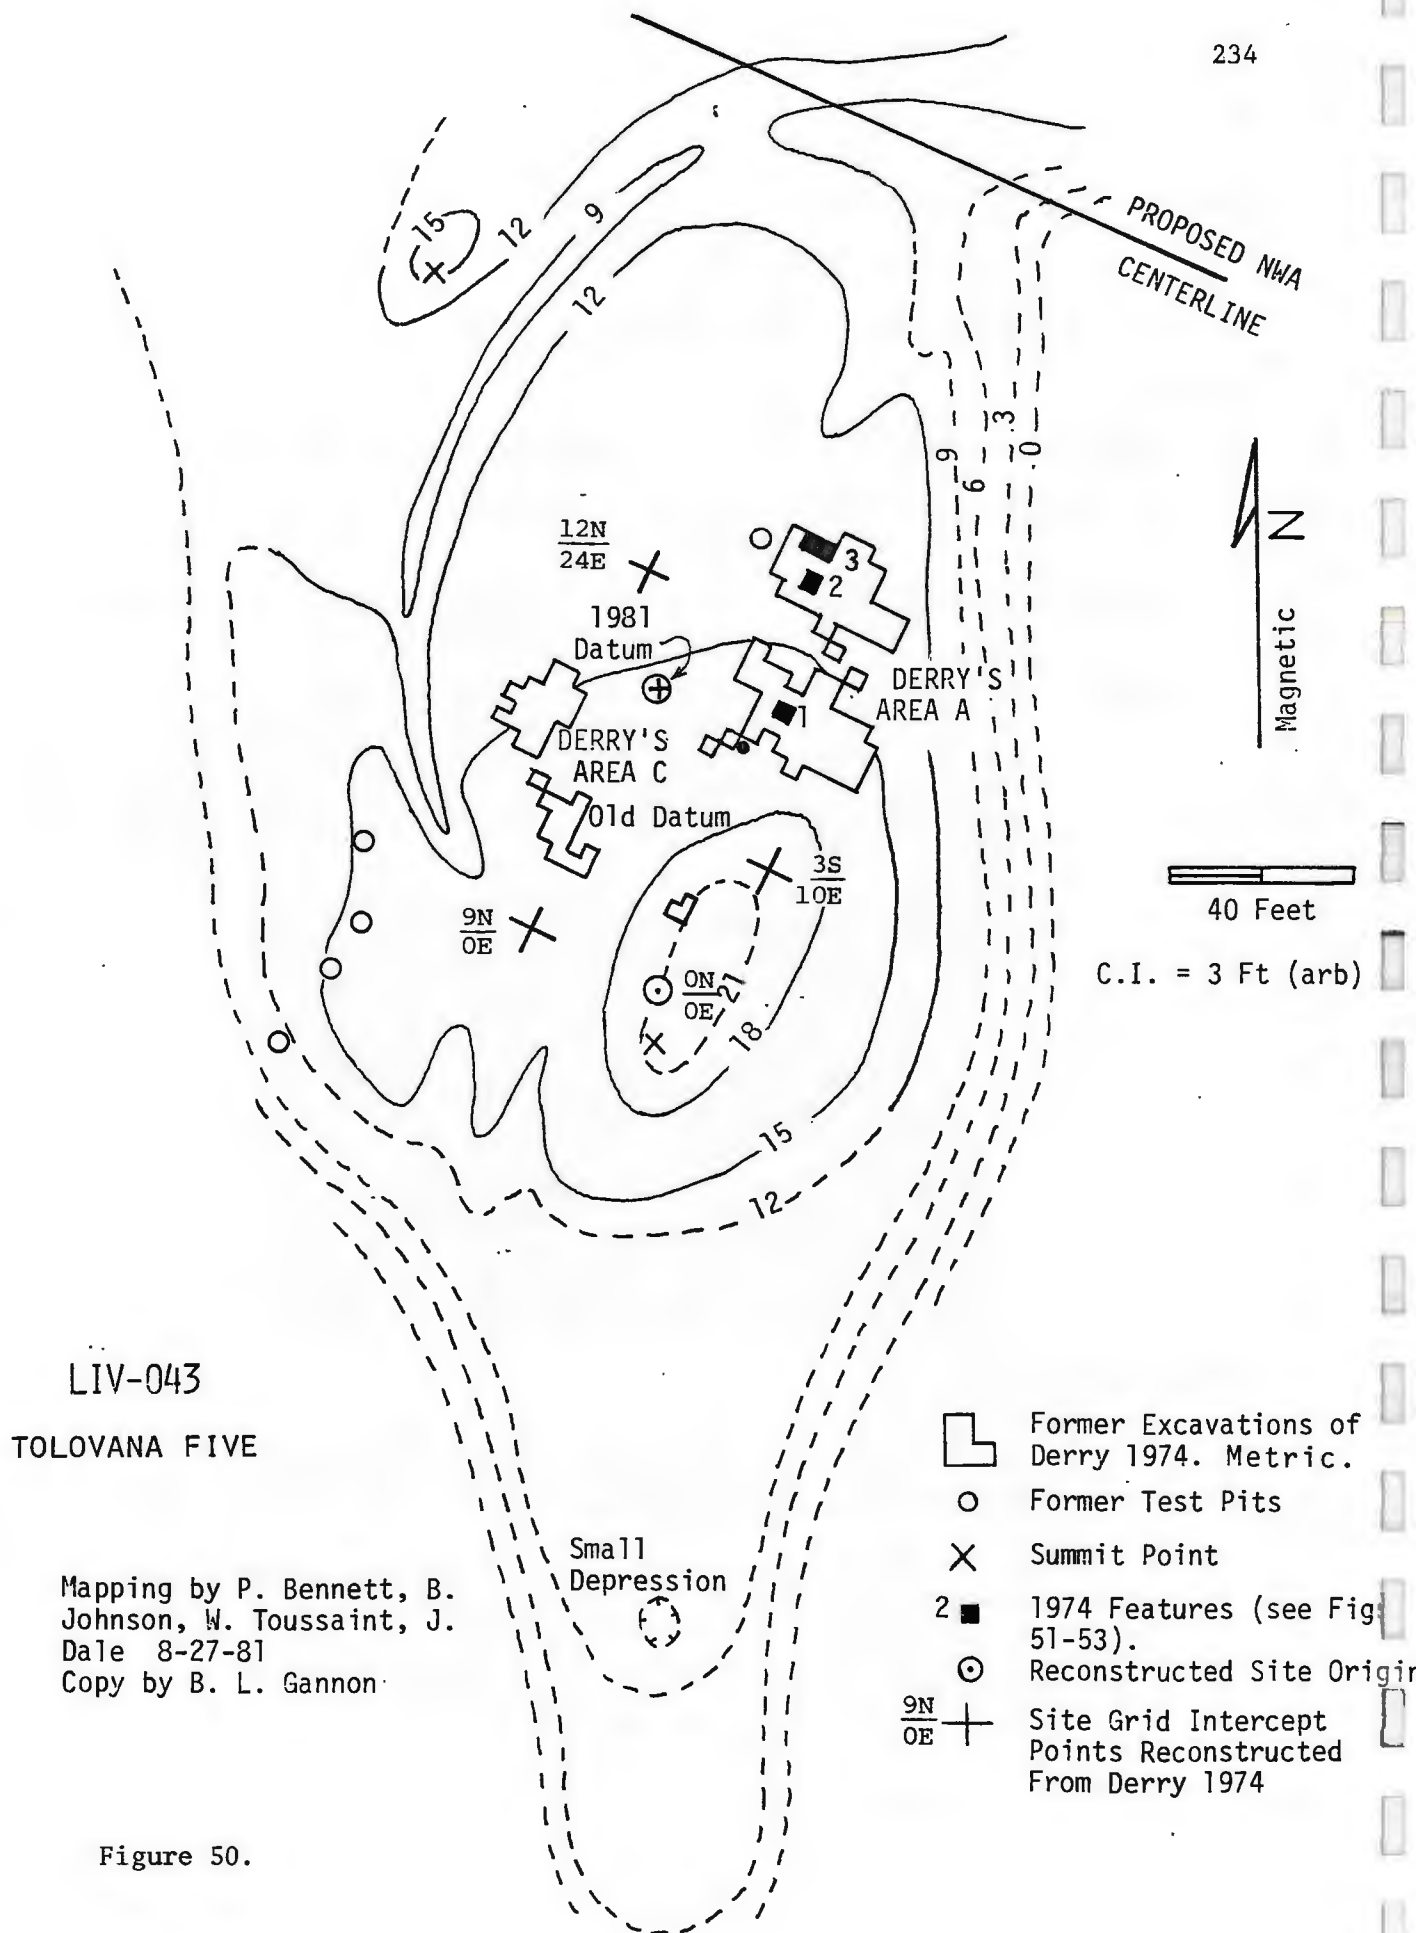 234
PROPOSED NWA
CENTERLINE
15
12
9
12
9
6
3
0
N
Magnetic
12N
24E
1981
Datum
3
2
DERRY'S
AREA A
1
DERRY'S
AREA C
Old Datum
3S
10E
9N
0E
0N
0E
21
18
15
12
40 Feet
C.I. = 3 Ft (arb)
LIV-043
TOLOVANA FIVE
Mapping by P. Bennett, B.
Johnson, W. Toussaint, J.
Dale 8-27-81
Copy by B. L. Gannon
Small
Depression
Former Excavations of
Derry 1974. Metric.
Former Test Pits
Summit Point
2
1974 Features (see Fig
51-53).
Reconstructed Site Origin
9N
0E
Site Grid Intercept
Points Reconstructed
From Derry 1974
Figure 50.